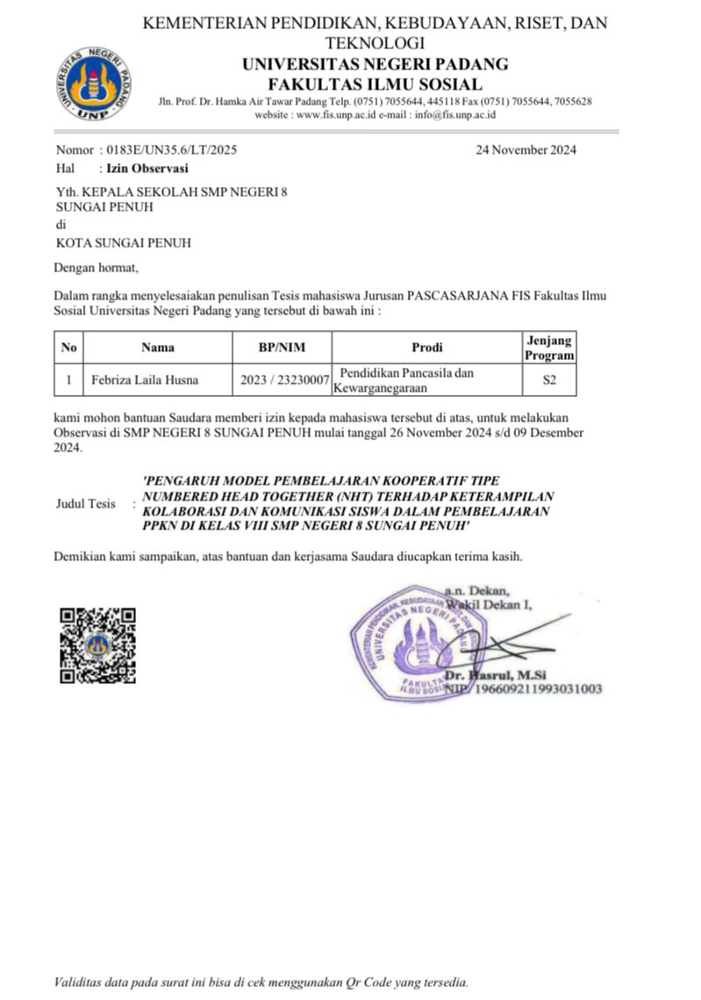 KEMENTERIAN PENDIDIKAN, KEBUDAYAAN, RISET, DAN
TEKNOLOGI
UNIVERSITAS NEGERI PADANG
FAKULTAS ILMU SOSIAL
Jln. Prof. Dr. Hamka Air Tawar Padang Telp. (0751) 7055644, 445118 Fax (0751) 7055644, 7055628
website : www.fis.unp.ac.id e-mail : info@fis.unp.ac.id
UNIVERSITAS NEGERI PADANG
UNP
Nomor : 0183E/UN35.6/LT/2025 24 November 2024
Hal : Izin Observasi
Yth. KEPALA SEKOLAH SMP NEGERI 8
SUNGAI PENUH
di
KOTA SUNGAI PENUH
Dengan hormat,
Dalam rangka menyelesaiakan penulisan Tesis mahasiswa Jurusan PASCASARJANA FIS Fakultas Ilmu
Sosial Universitas Negeri Padang yang tersebut di bawah ini :
No Nama BP/NIM Prodi Jenjang Program
1 Febriza Laila Husna 2023 / 23230007 Pendidikan Pancasila dan Kewarganegaraan S2
kami mohon bantuan Saudara memberi izin kepada mahasiswa tersebut di atas, untuk melakukan
Observasi di SMP NEGERI 8 SUNGAI PENUH mulai tanggal 26 November 2024 s/d 09 Desember
2024.
Judul Tesis : 'PENGARUH MODEL PEMBELAJARAN KOOPERATIF TIPE
NUMBERED HEAD TOGETHER (NHT) TERHADAP KETERAMPILAN
KOLABORASI DAN KOMUNIKASI SISWA DALAM PEMBELAJARAN
PPKN DI KELAS VIII SMP NEGERI 8 SUNGAI PENUH'
Demikian kami sampaikan, atas bantuan dan kerjasama Saudara diucapkan terima kasih.
a.n. Dekan,
Wakil Dekan I,
UNIVERSITAS NEGERI PADANG
FAKULTAS
ILMU SOSIAL
Dr. Hasrul, M.Si
NIP. 196609211993031003
Validitas data pada surat ini bisa di cek menggunakan Qr Code yang tersedia.